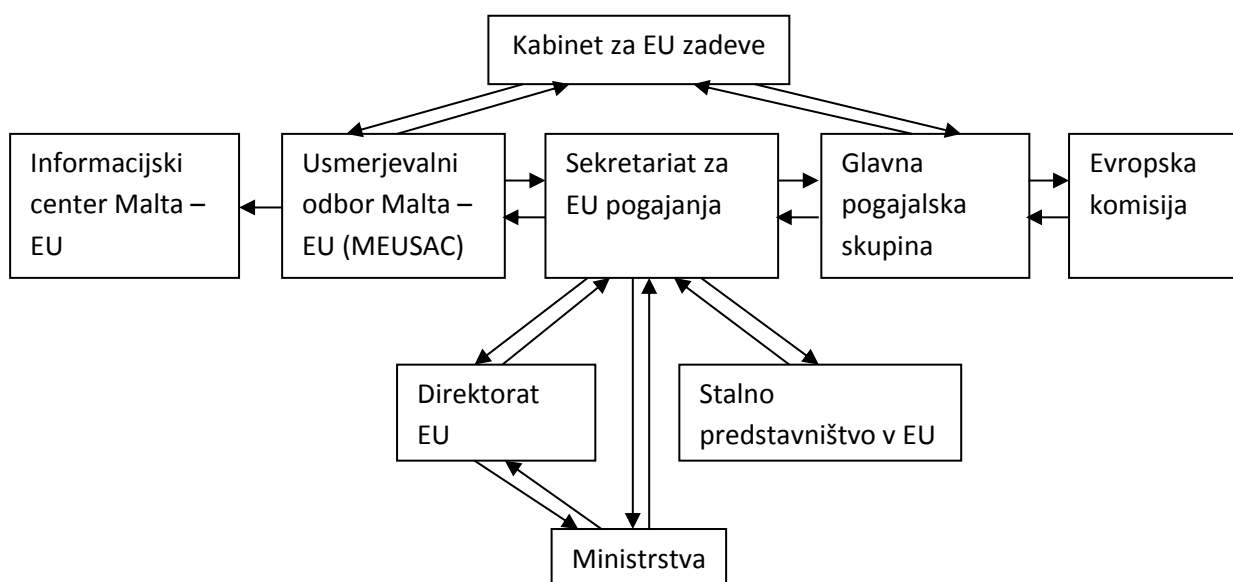 Kabinet za EU zadeve
Informacijski
center Malta –
EU
Usmerjevalni
odbor Malta –
EU (MEUSAC)
Sekretariat za
EU pogajanja
Glavna
pogajalska
skupina
Evropska
komisija
Direktorat
EU
Stalno
predstavništvo v EU
Ministrstva